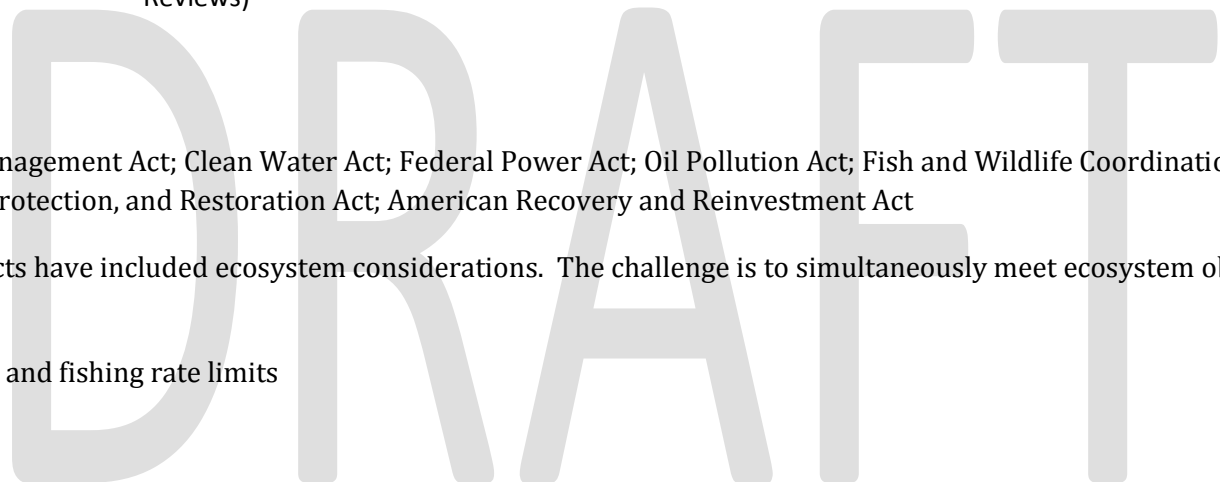 Reviews)
DRAFT
nagement Act; Clean Water Act; Federal Power Act; Oil Pollution Act; Fish and Wildlife Coordinatio
rotection, and Restoration Act; American Recovery and Reinvestment Act
cts have included ecosystem considerations.  The challenge is to simultaneously meet ecosystem ob
and fishing rate limits